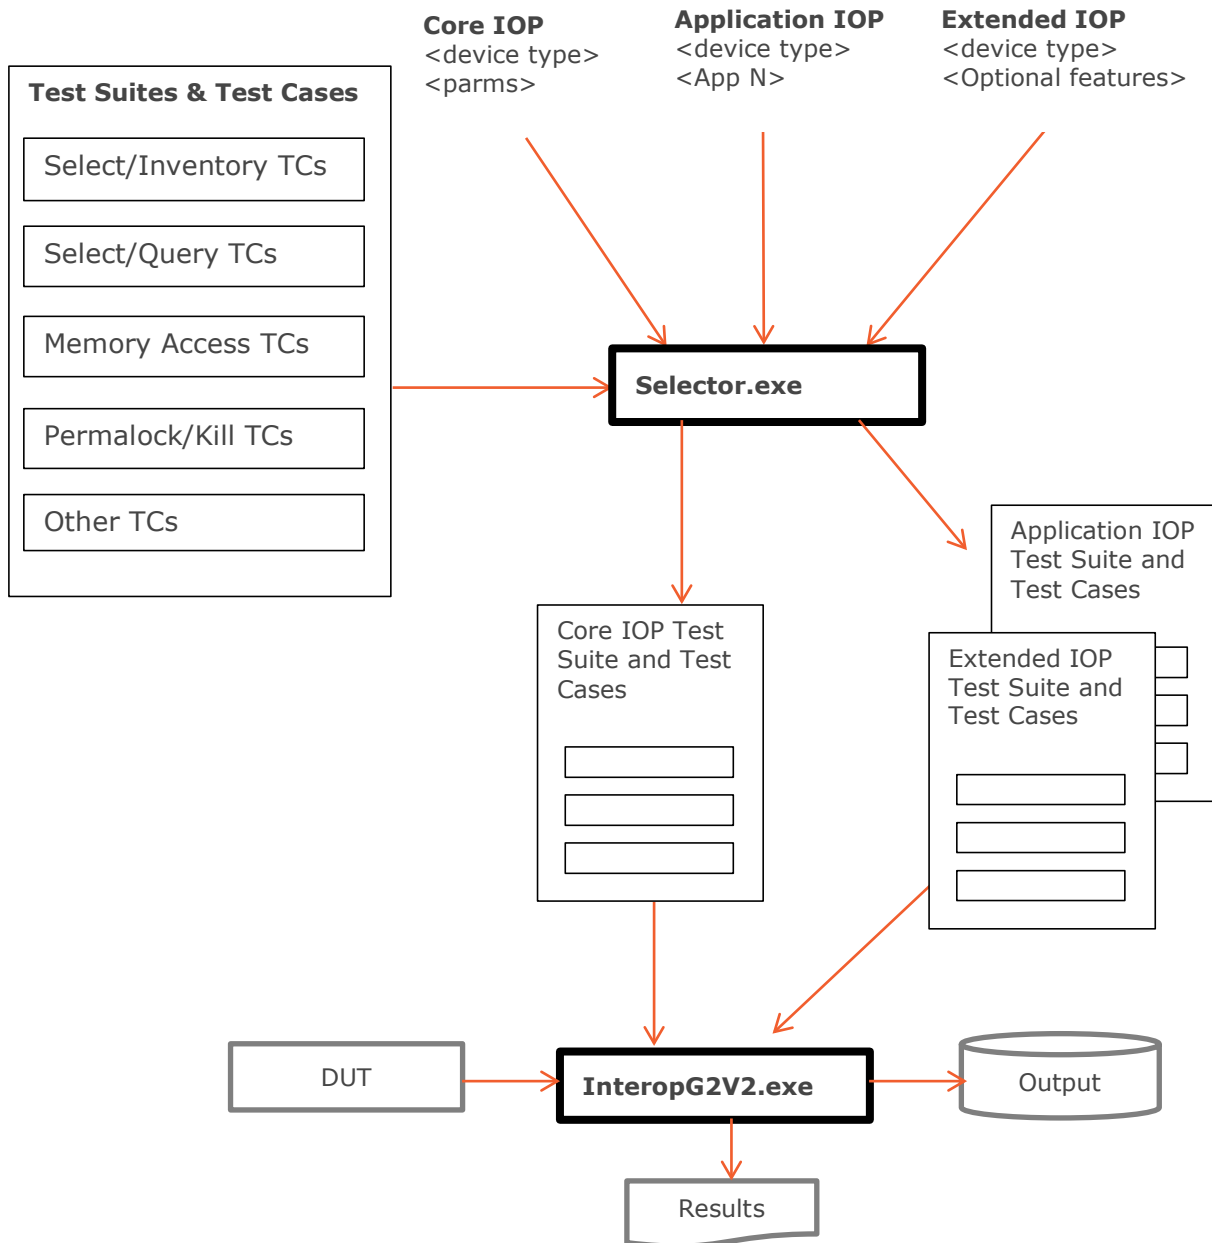 Core IOP
<device type>
<parms>
Application IOP
<device type>
<App N>
Extended IOP
<device type>
<Optional features>
Test Suites & Test Cases
Select/Inventory TCs
Select/Query TCs
Memory Access TCs
Permalock/Kill TCs
Other TCs
Selector.exe
Application IOP
Test Suite and
Test Cases
Core IOP Test
Suite and Test
Cases
Extended IOP
Test Suite and
Test Cases
DUT
InteropG2V2.exe
Output
Results